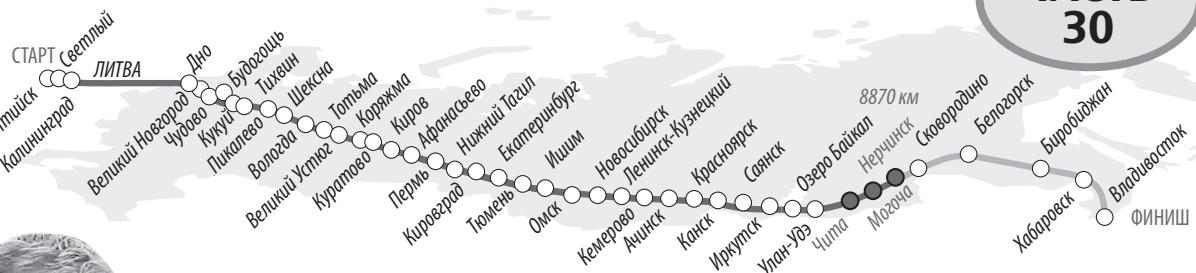 30
СТАРТ
Светлый
Калининград
ЛИТВА
Дно
Великий Новгород
Чудово
Будогощь
Кукуй
Тихвин
Пикалево
Шексна
Вологда
Тотьма
Великий Устюг
Коряжма
Куратово
Киров
Афанасьево
Пермь
Нижний Тагил
Кировград
Екатеринбург
Тюмень
Ишим
Омск
Новосибирск
Кемерово
Ленинск-Кузнецкий
Ачинск
Красноярск
Канск
Саянск
Иркутск
Озеро Байкал
Улан-Удэ
Чита
8870 км
Нерчинск
Могоча
Сковородино
Белогорск
Биробиджан
Хабаровск
Владивосток
ФИНИШ